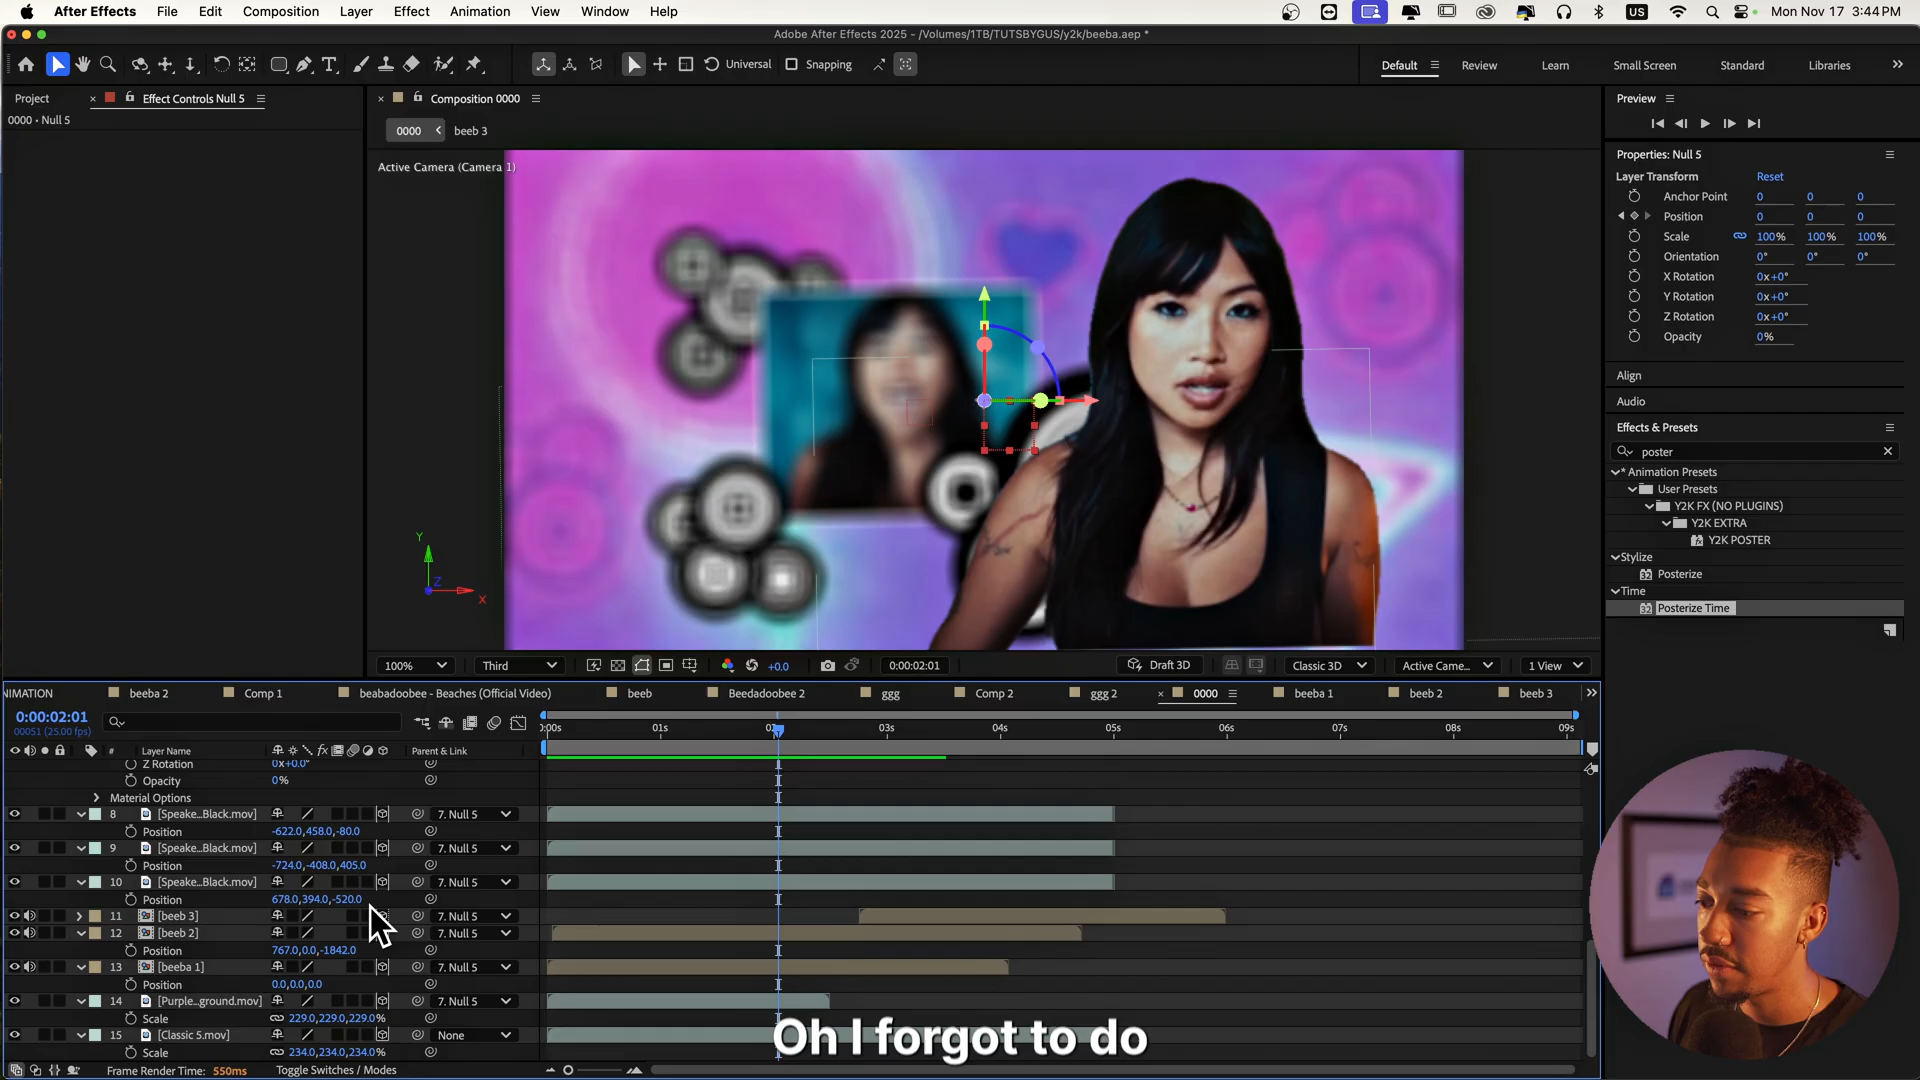 After Effects File Edit Composition Layer Effect Animation View Window Help US Mon Nov 17 3:44 PM
Adobe After Effects 2025 - /Volumes/1TB/TUTSBYGUS/y2k/beeba.aep *
Universal Snapping Default Review Learn Small Screen Standard Libraries
Project Effect Controls Null 5
0000 • Null 5
Composition 0000
0000 beeb 3
Active Camera (Camera 1)
Y
Z
X
100% Third +0.0 0:00:02:01 Draft 3D Classic 3D Active Came... 1 View
Preview
Properties: Null 5
Layer Transform Reset
Anchor Point 0 0 0
Position 0 0 0
Scale 100% 100% 100%
Orientation 0° 0° 0°
X Rotation 0x+0°
Y Rotation 0x+0°
Z Rotation 0x+0°
Opacity 0%
Align
Audio
Effects & Presets
poster
* Animation Presets
User Presets
Y2K FX (NO PLUGINS)
Y2K EXTRA
Y2K POSTER
Stylize
32 Posterize
Time
32 Posterize Time
NIMATION beeba 2 Comp 1 beabadoobee - Beaches (Official Video) beeb Beedadoobee 2 ggg Comp 2 ggg 2 0000 beeba 1 beeb 2 beeb 3
0:00:02:01
00051 (25.00 fps)
:00s 01s 02 03s 04s 05s 06s 07s 08s 09s
# Layer Name fx Parent & Link
Z Rotation 0x+0.0°
Opacity 0%
Material Options
8 [Speake...Black.mov] 7. Null 5
Position -622.0,458.0,-80.0
9 [Speake...Black.mov] 7. Null 5
Position -724.0,-408.0,405.0
10 [Speake...Black.mov] 7. Null 5
Position 678.0,394.0,-520.0
11 [beeb 3] 7. Null 5
12 [beeb 2] 7. Null 5
Position 767.0,0.0,-1842.0
13 [beeba 1] 7. Null 5
Position 0.0,0.0,0.0
14 [Purple...ground.mov] 7. Null 5
Scale 229.0,229.0,229.0%
15 [Classic 5.mov] None
Scale 234.0,234.0,234.0%
Frame Render Time: 550ms Toggle Switches / Modes
Oh I forgot to do